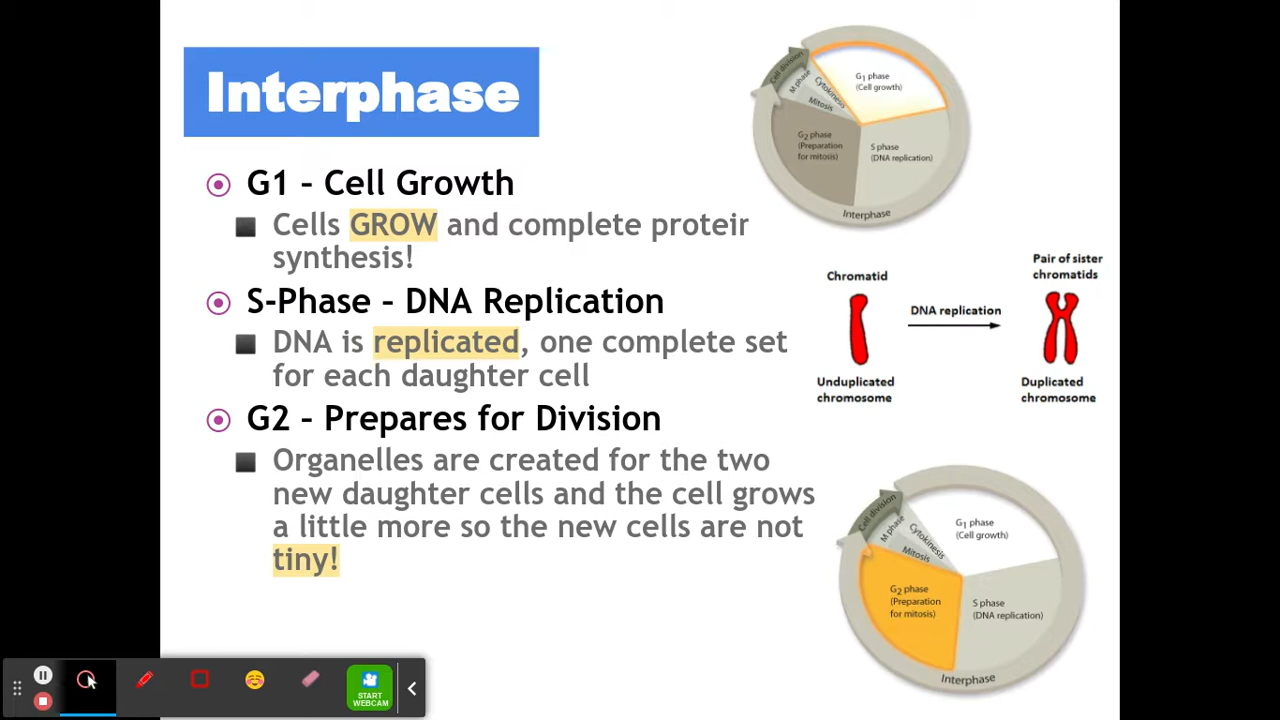 Interphase
G1 – Cell Growth
Cells GROW and complete protein
synthesis!
S-Phase – DNA Replication
DNA is replicated, one complete set
for each daughter cell
G2 – Prepares for Division
Organelles are created for the two
new daughter cells and the cell grows
a little more so the new cells are not
tiny!
Cell division
M phase
Cytokinesis
Mitosis
G1 phase
(Cell growth)
G2 phase
(Preparation
for mitosis)
S phase
(DNA replication)
Interphase
Chromatid
Unduplicated
chromosome
DNA replication
Pair of sister
chromatids
Duplicated
chromosome
Cell division
M phase
Cytokinesis
Mitosis
G1 phase
(Cell growth)
G2 phase
(Preparation
for mitosis)
S phase
(DNA replication)
Interphase
START
WEBCAM